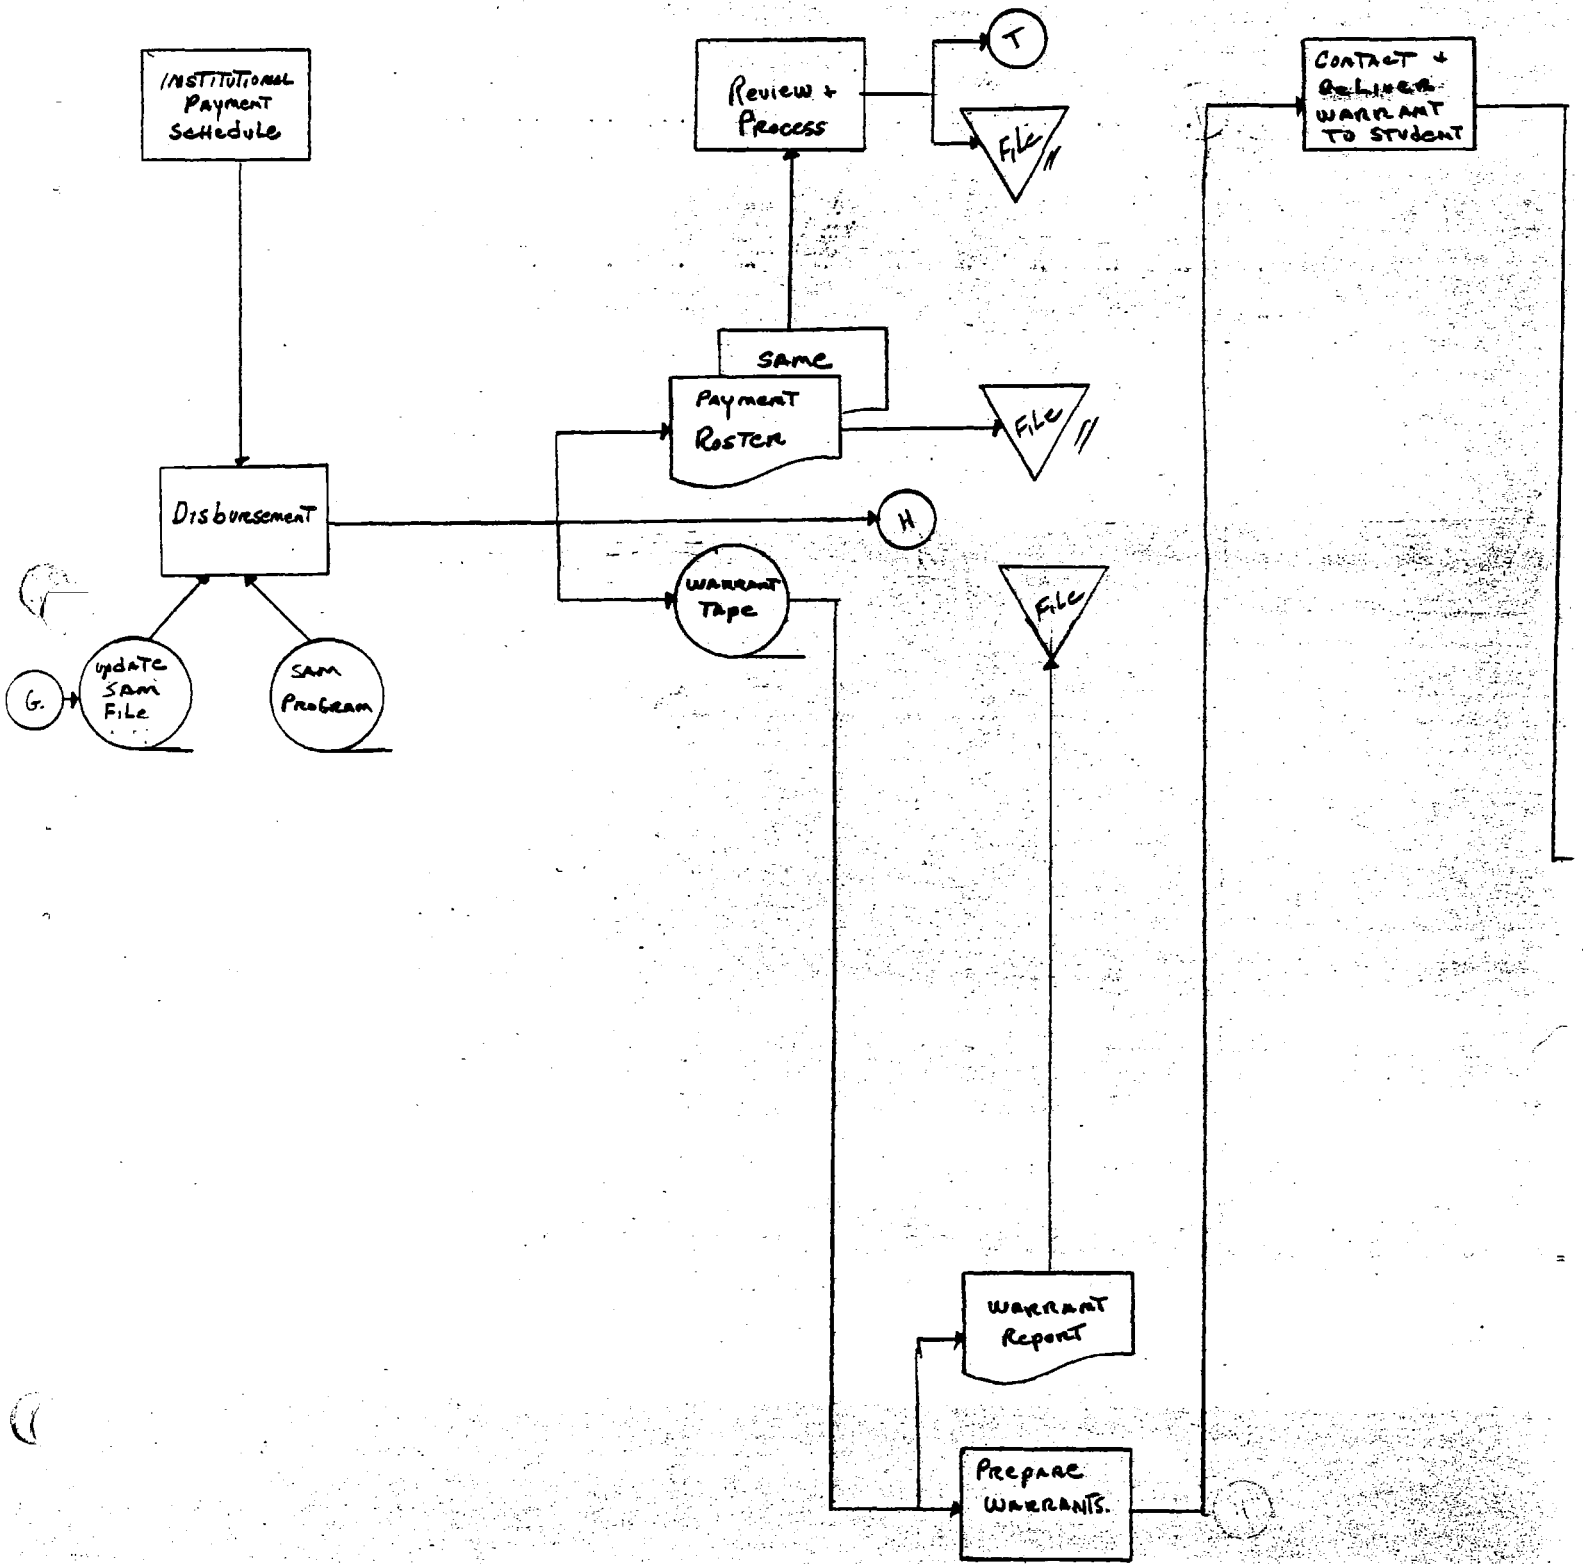 INSTITUTIONAL
PAYMENT
SCHEDULE
Review +
PROCESS
T
FILE
CONTACT +
DELIVER
WARRANT
TO STUDENT
SAME
PAYMENT
ROSTER
FILE
DISBURSEMENT
H
WARRANT
TAPE
FILE
G.
UPDATE
SAM
FILE
SAM
PROGRAM
WARRANT
REPORT
PREPARE
WARRANTS.